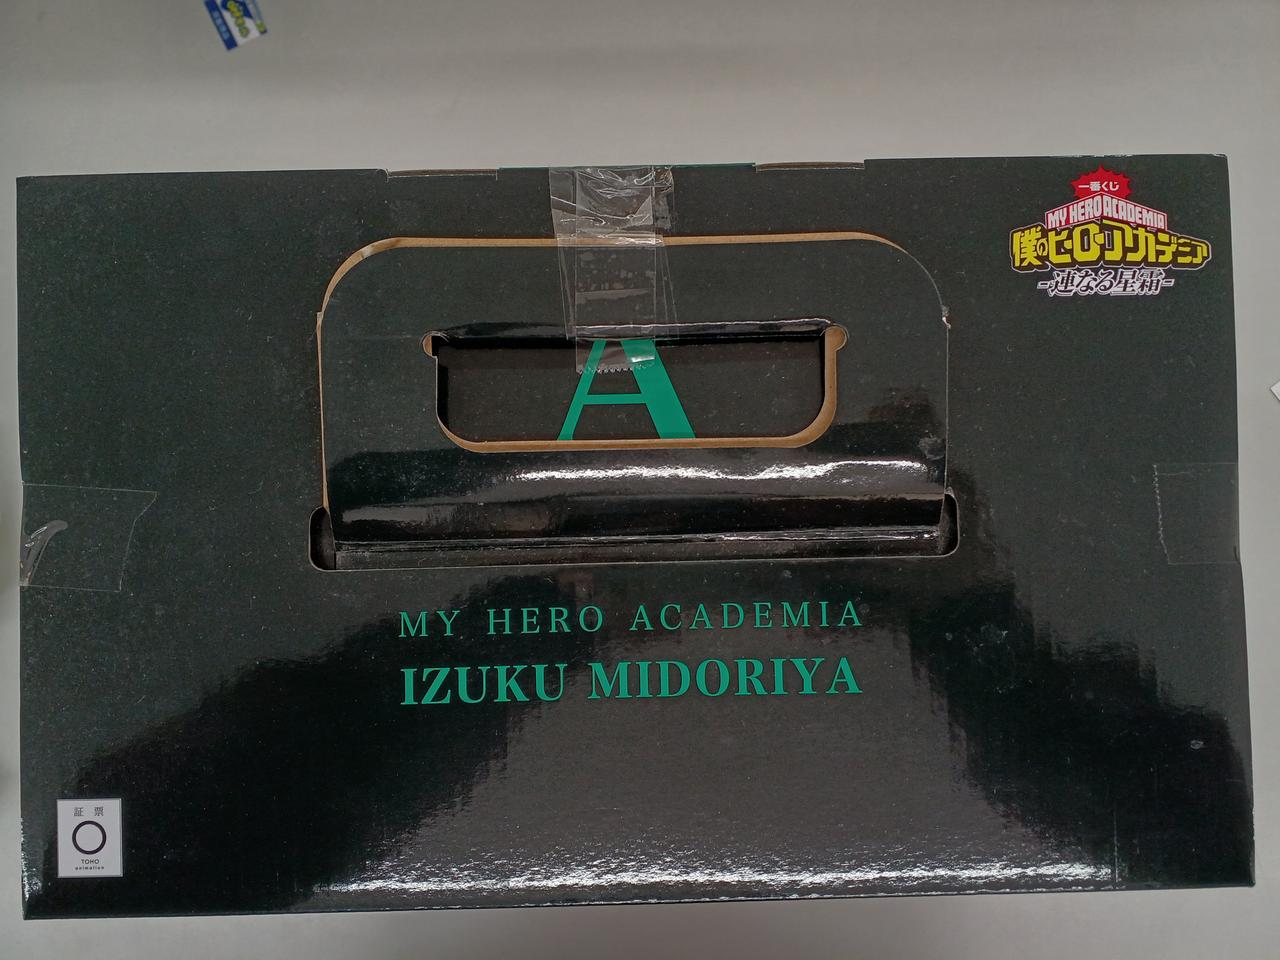 一番くじ
MY HERO ACADEMIA
僕のヒーローアカデミア
-連なる星霜-
A
MY HERO ACADEMIA
IZUKU MIDORIYA
証 票
TOHO
animation